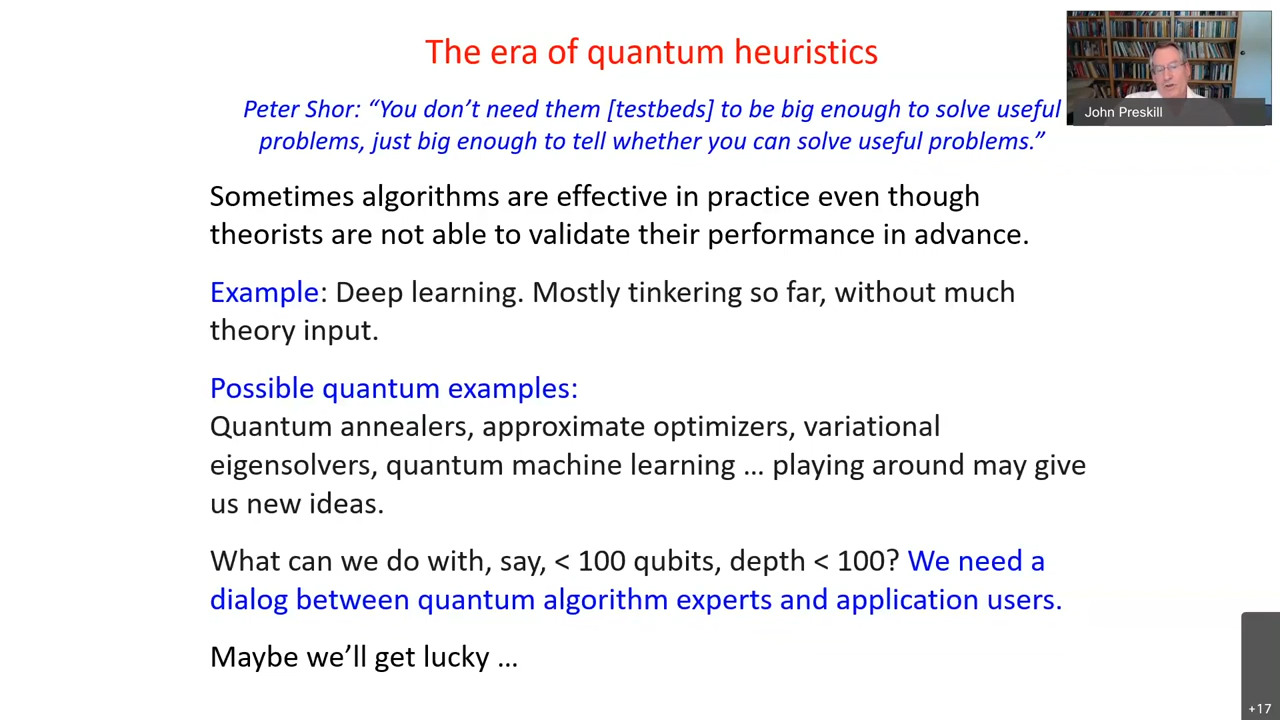 The era of quantum heuristics
Peter Shor: “You don’t need them [testbeds] to be big enough to solve useful
problems, just big enough to tell whether you can solve useful problems.”
John Preskill
Sometimes algorithms are effective in practice even though
theorists are not able to validate their performance in advance.
Example: Deep learning. Mostly tinkering so far, without much
theory input.
Possible quantum examples:
Quantum annealers, approximate optimizers, variational
eigensolvers, quantum machine learning … playing around may give
us new ideas.
What can we do with, say, < 100 qubits, depth < 100? We need a
dialog between quantum algorithm experts and application users.
Maybe we’ll get lucky …
+17